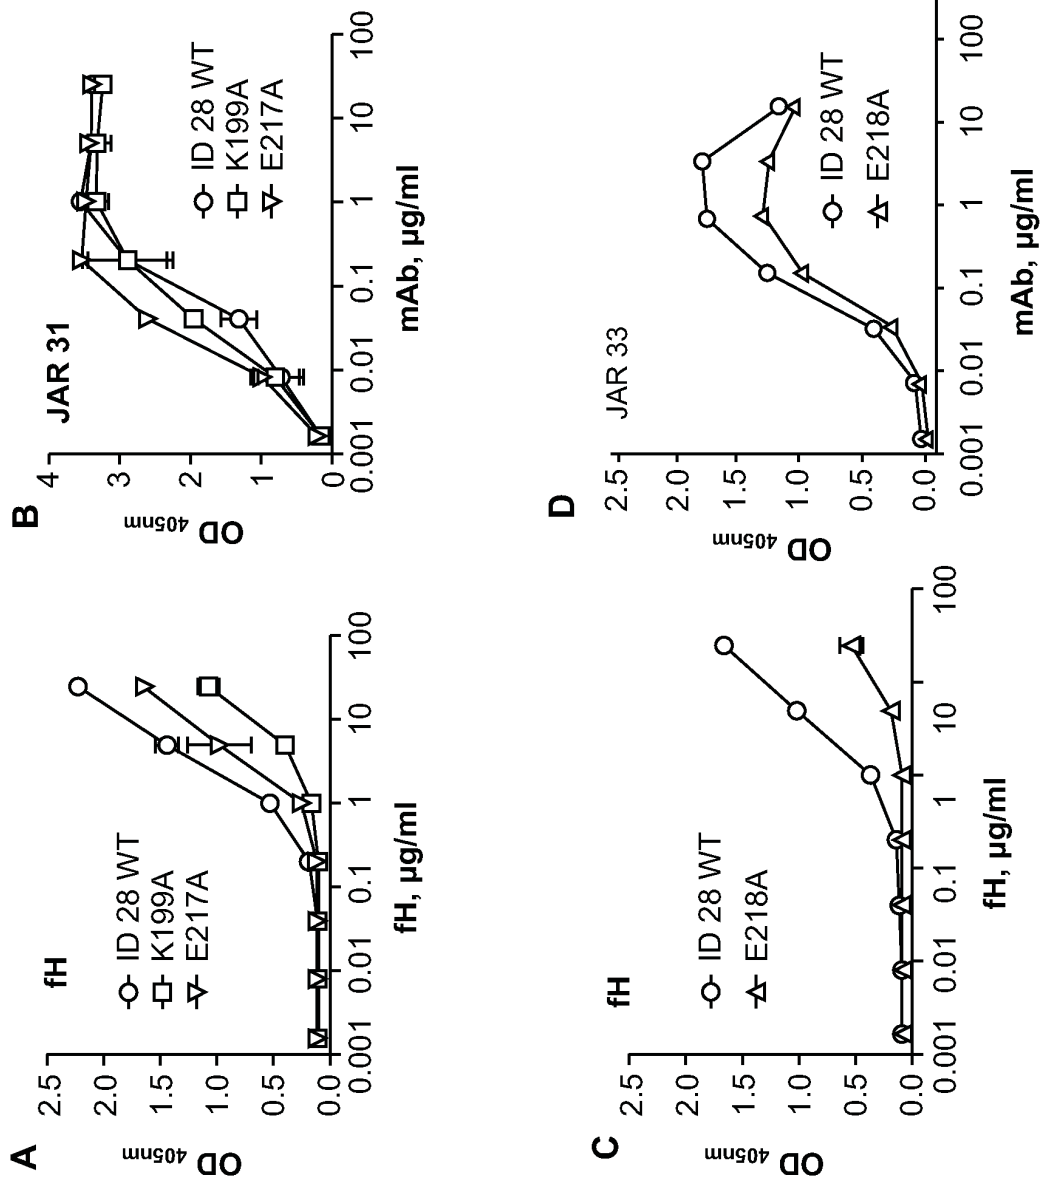 A
fH
OD 405nm
2.5
2.0
1.5
1.0
0.5
0.0
ID 28 WT
K199A
E217A
0.001
0.01
0.1
1
10
100
fH, µg/ml
B
JAR 31
OD 405nm
4
3
2
1
0
ID 28 WT
K199A
E217A
0.001
0.01
0.1
1
10
100
mAb, µg/ml
C
fH
OD 405nm
2.5
2.0
1.5
1.0
0.5
0.0
ID 28 WT
E218A
0.001
0.01
0.1
1
10
100
fH, µg/ml
D
JAR 33
OD 405nm
2.5
2.0
1.5
1.0
0.5
0.0
ID 28 WT
E218A
0.001
0.01
0.1
1
10
100
mAb, µg/ml